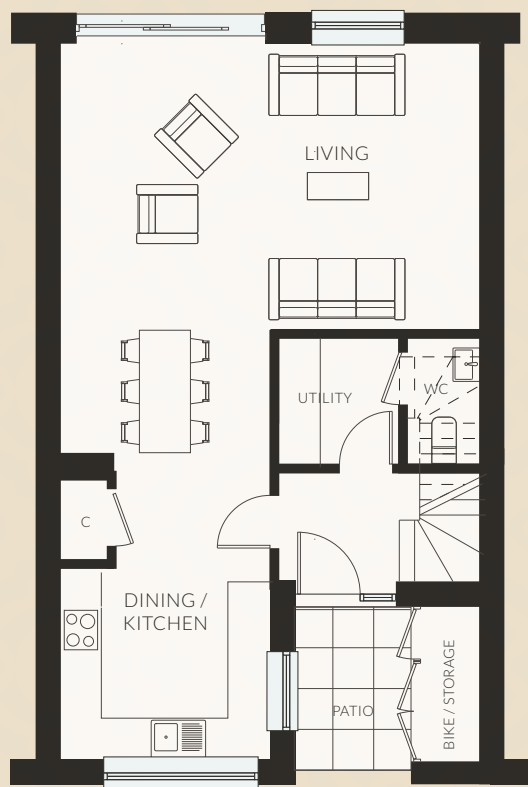 LIVING
UTILITY
WC
C
DINING /
KITCHEN
PATIO
BIKE / STORAGE